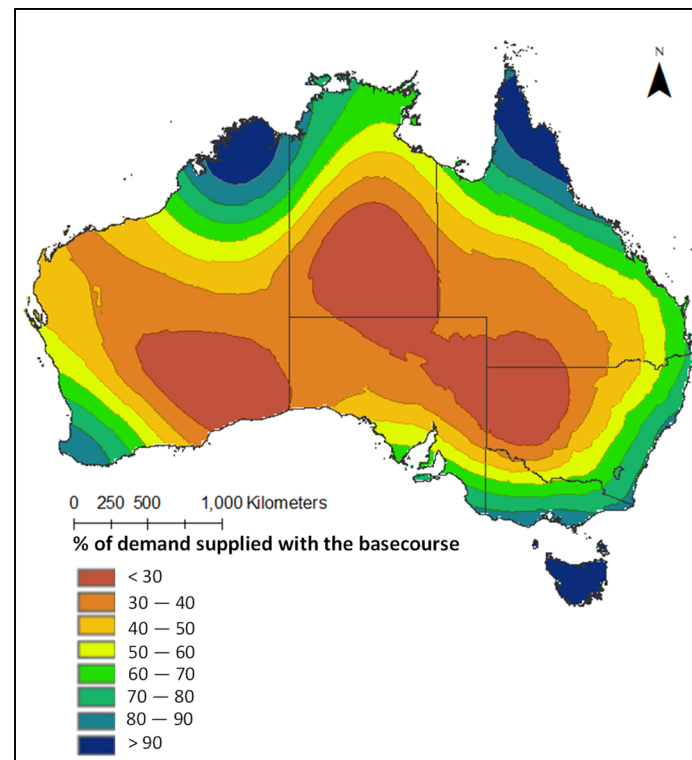 N
0 250 500 1,000 Kilometers
% of demand supplied with the basecourse
< 30
30 — 40
40 — 50
50 — 60
60 — 70
70 — 80
80 — 90
> 90